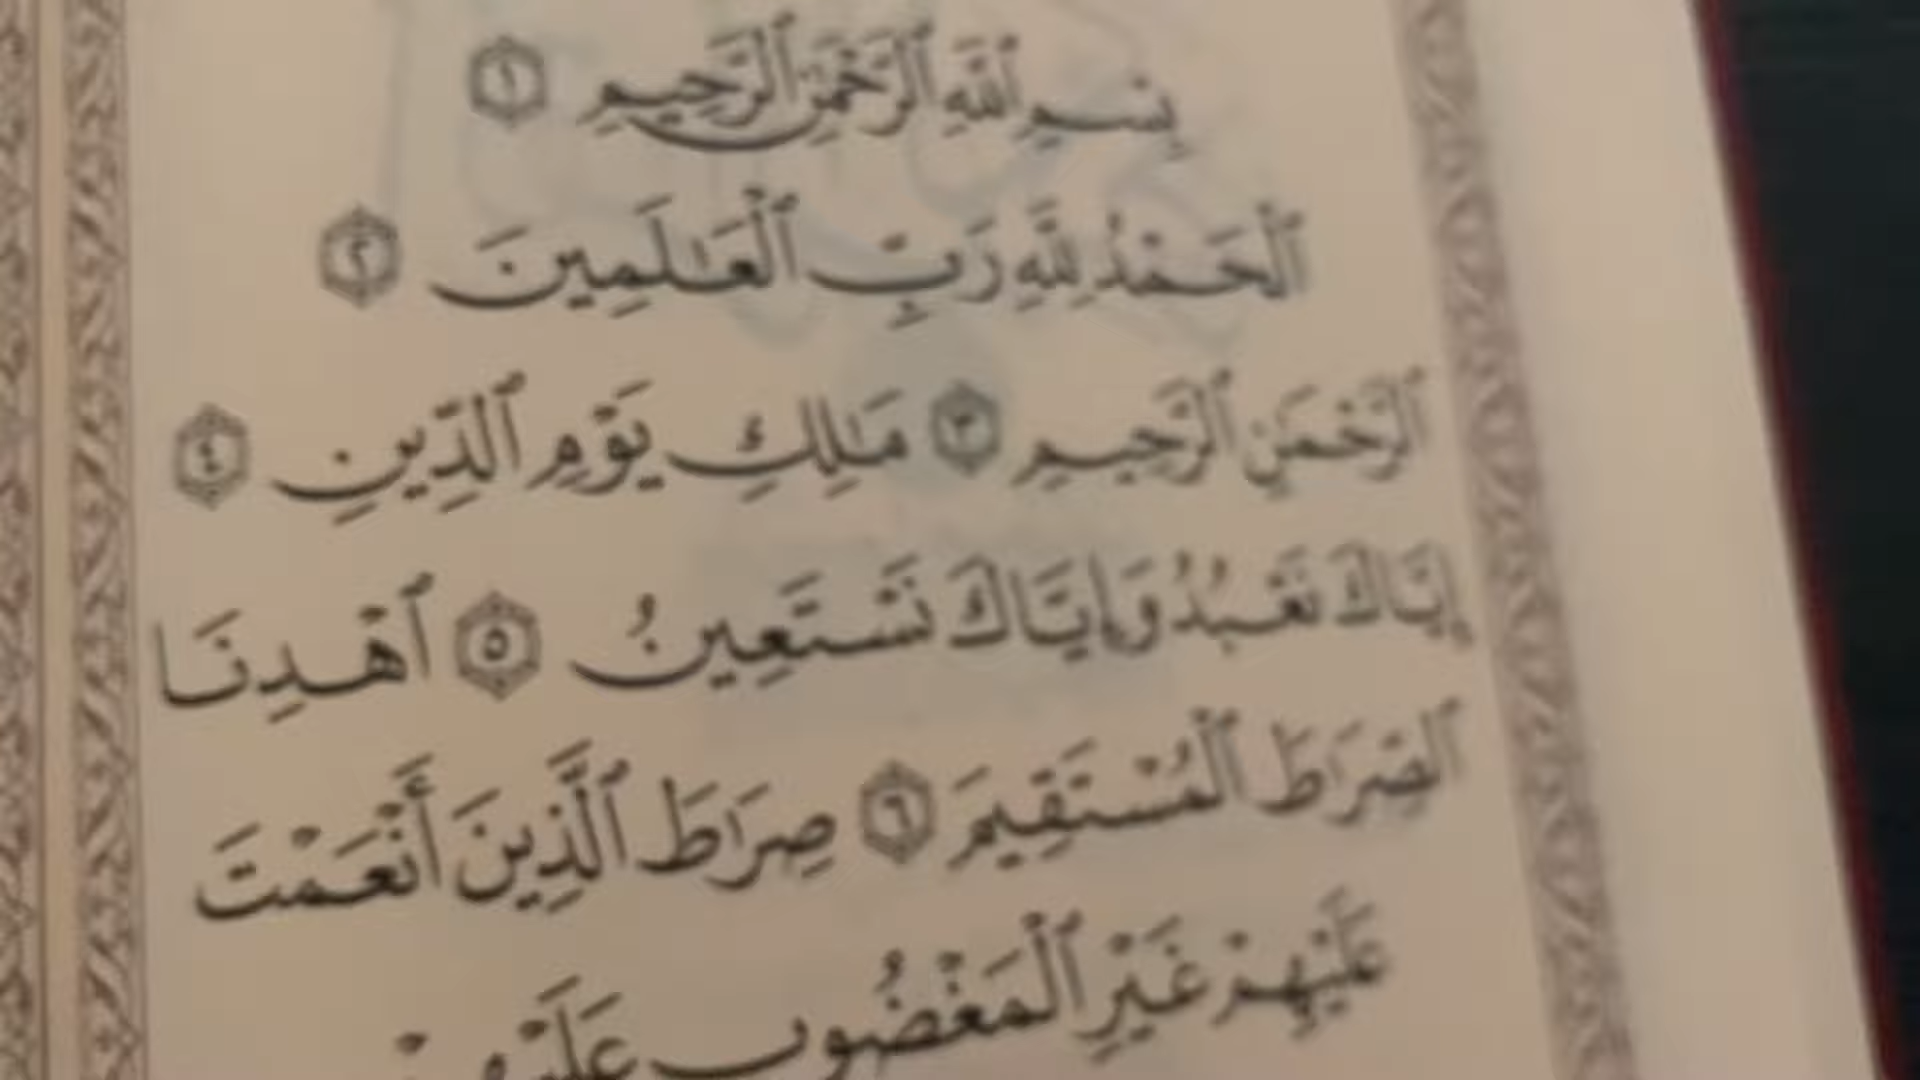 بِسْمِ ٱللَّهِ ٱلرَّحْمَٰنِ ٱلرَّحِيمِ ١
ٱلْحَمْدُ لِلَّهِ رَبِّ ٱلْعَٰلَمِينَ ٢
ٱلرَّحْمَٰنِ ٱلرَّحِيمِ ٣ مَٰلِكِ يَوْمِ ٱلدِّينِ ٤
إِيَّاكَ نَعْبُدُ وَإِيَّاكَ نَسْتَعِينُ ٥ ٱهْدِنَا
ٱلصِّرَٰطَ ٱلْمُسْتَقِيمَ ٦ صِرَٰطَ ٱلَّذِينَ أَنْعَمْتَ
عَلَيْهِمْ غَيْرِ ٱلْمَغْضُوبِ عَلَيْهِمْ